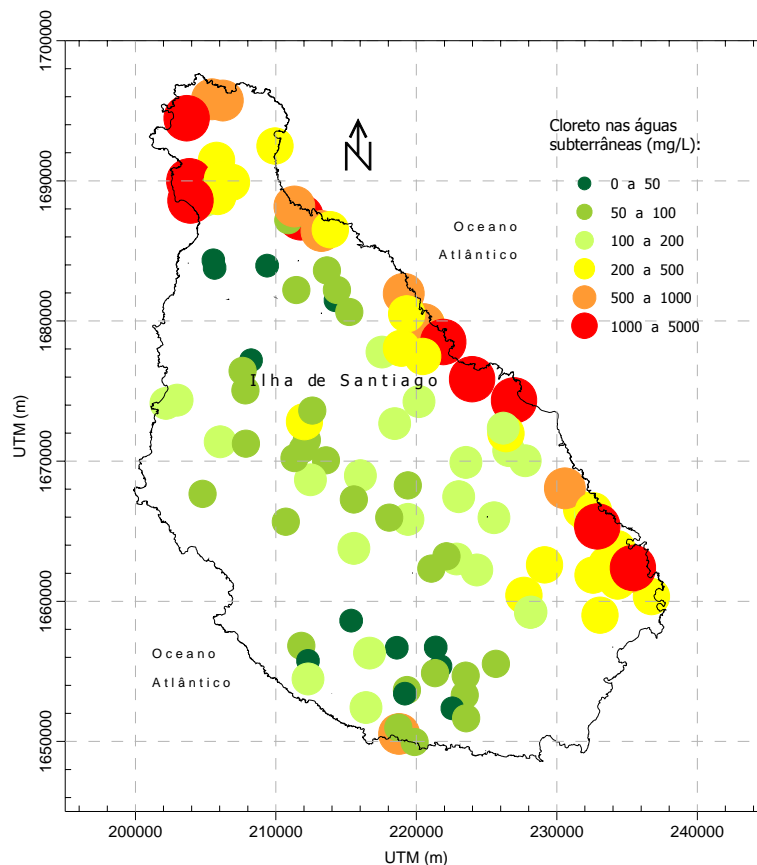 1700000
1690000
1680000
1670000
1660000
1650000
UTM (m)
N
Cloreto nas águas
subterrâneas (mg/L):
0 a 50
50 a 100
100 a 200
200 a 500
500 a 1000
1000 a 5000
Oceano
Atlântico
Ilha de Santiago
Oceano
Atlântico
200000 210000 220000 230000 240000
UTM (m)